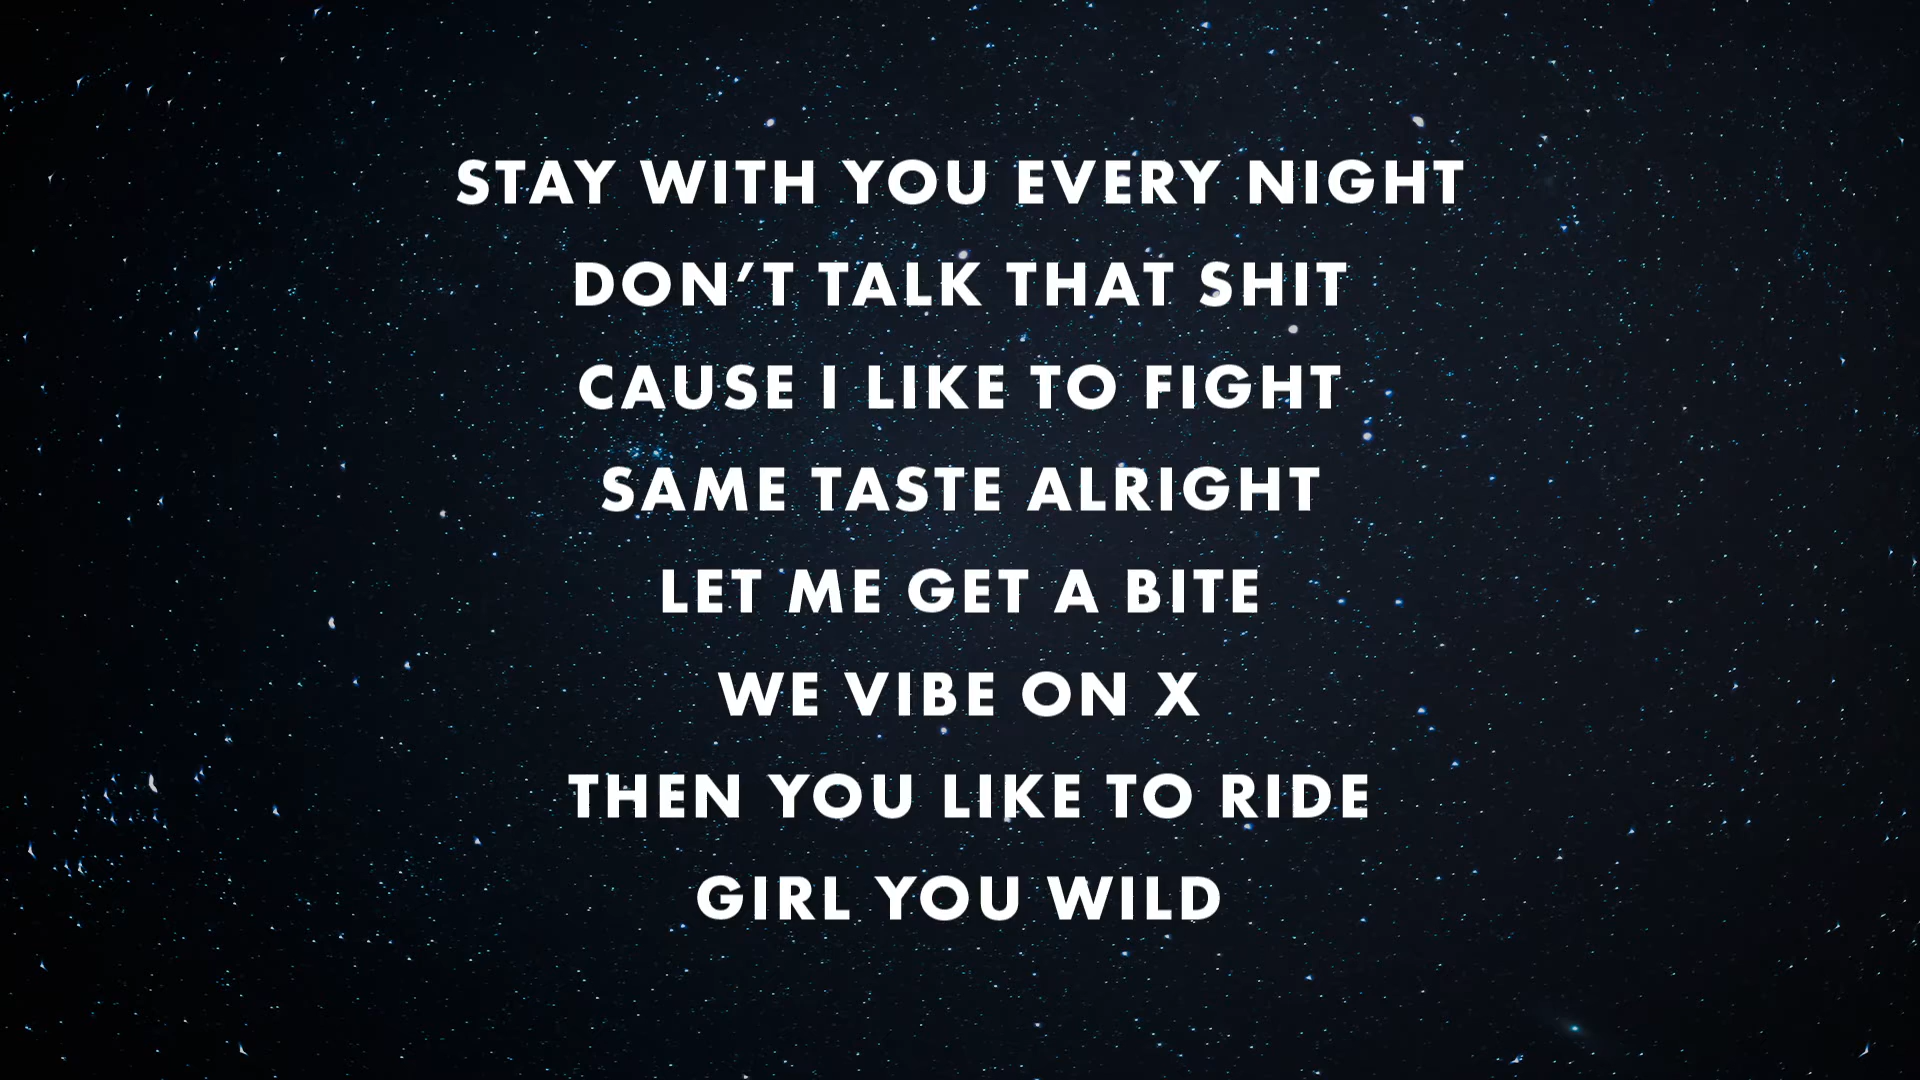 STAY WITH YOU EVERY NIGHT
DON’T TALK THAT SHIT
CAUSE I LIKE TO FIGHT
SAME TASTE ALRIGHT
LET ME GET A BITE
WE VIBE ON X
THEN YOU LIKE TO RIDE
GIRL YOU WILD